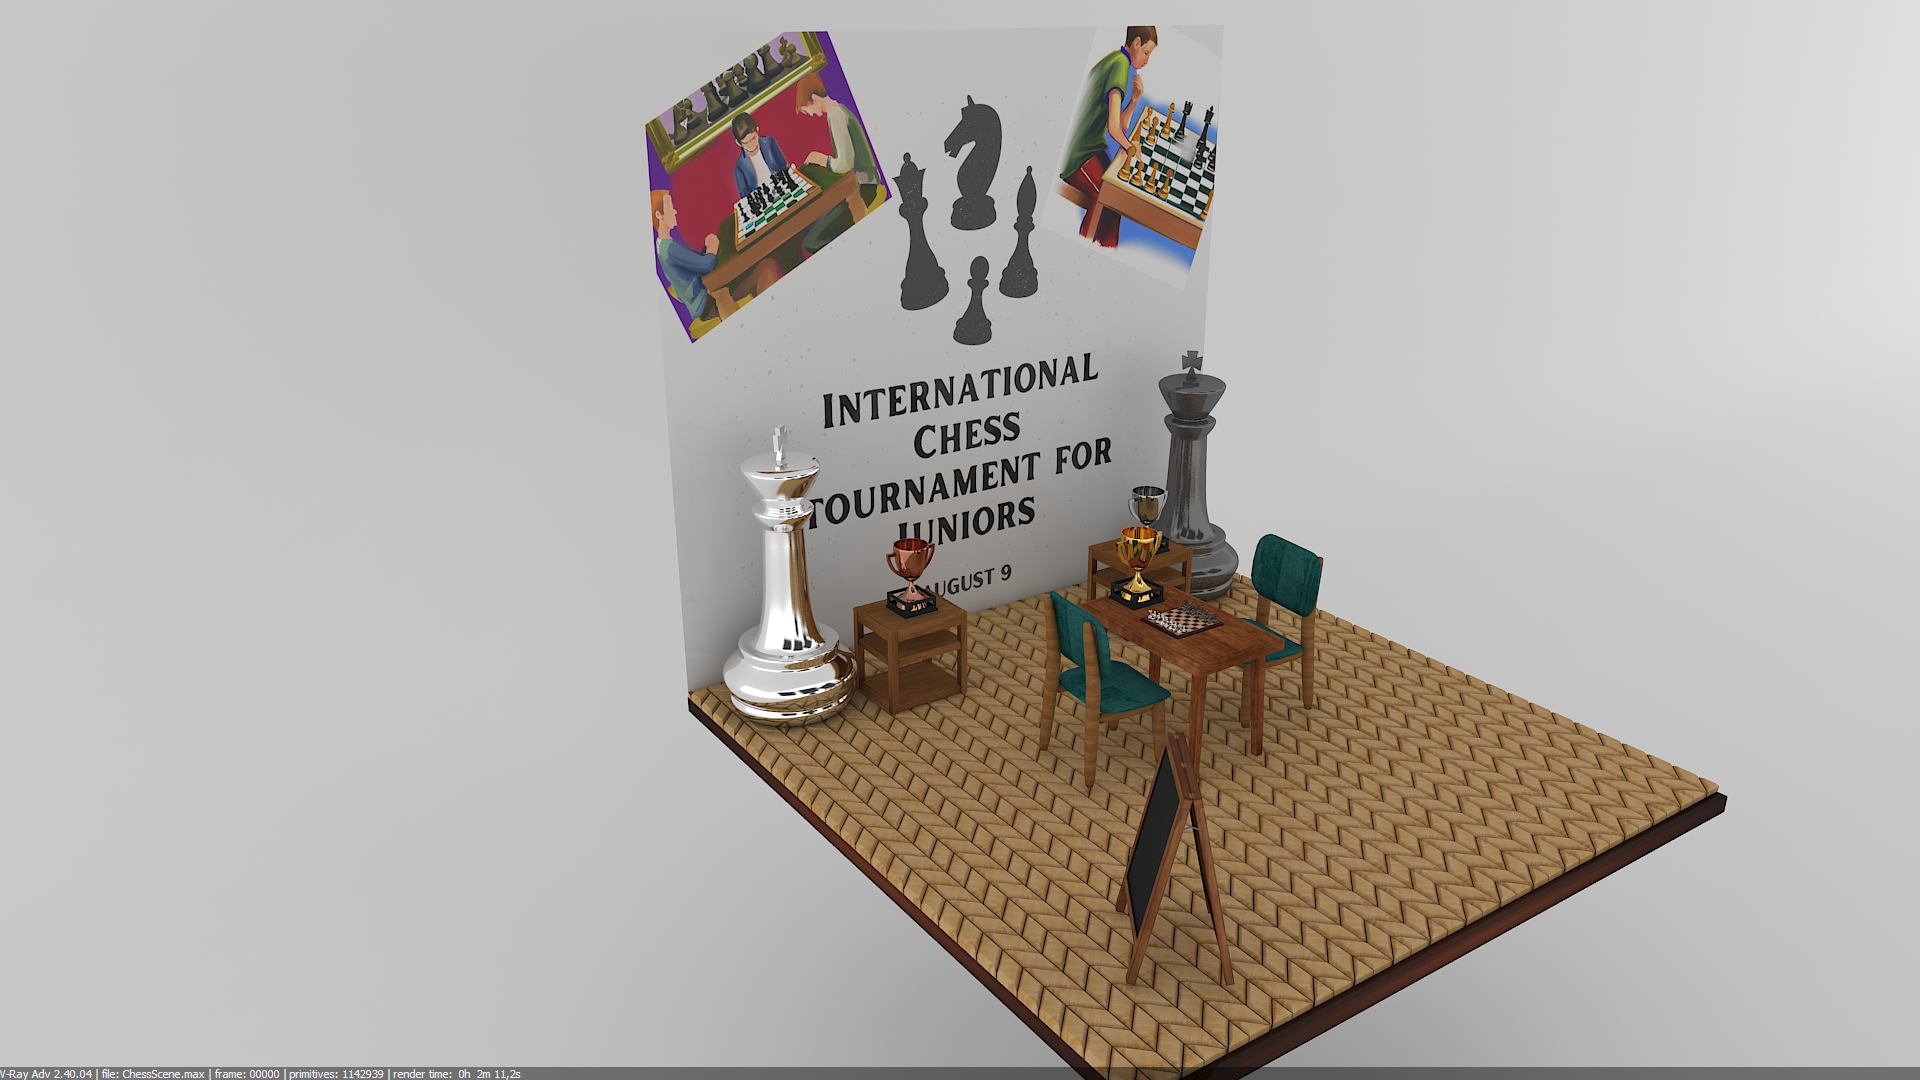 INTERNATIONAL
CHESS
TOURNAMENT FOR
JUNIORS
AUGUST 9
V-Ray Adv 2.40.04 | file: ChessScene.max | frame: 00000 | primitives: 1142939 | render time: 0h 2m 11,2s